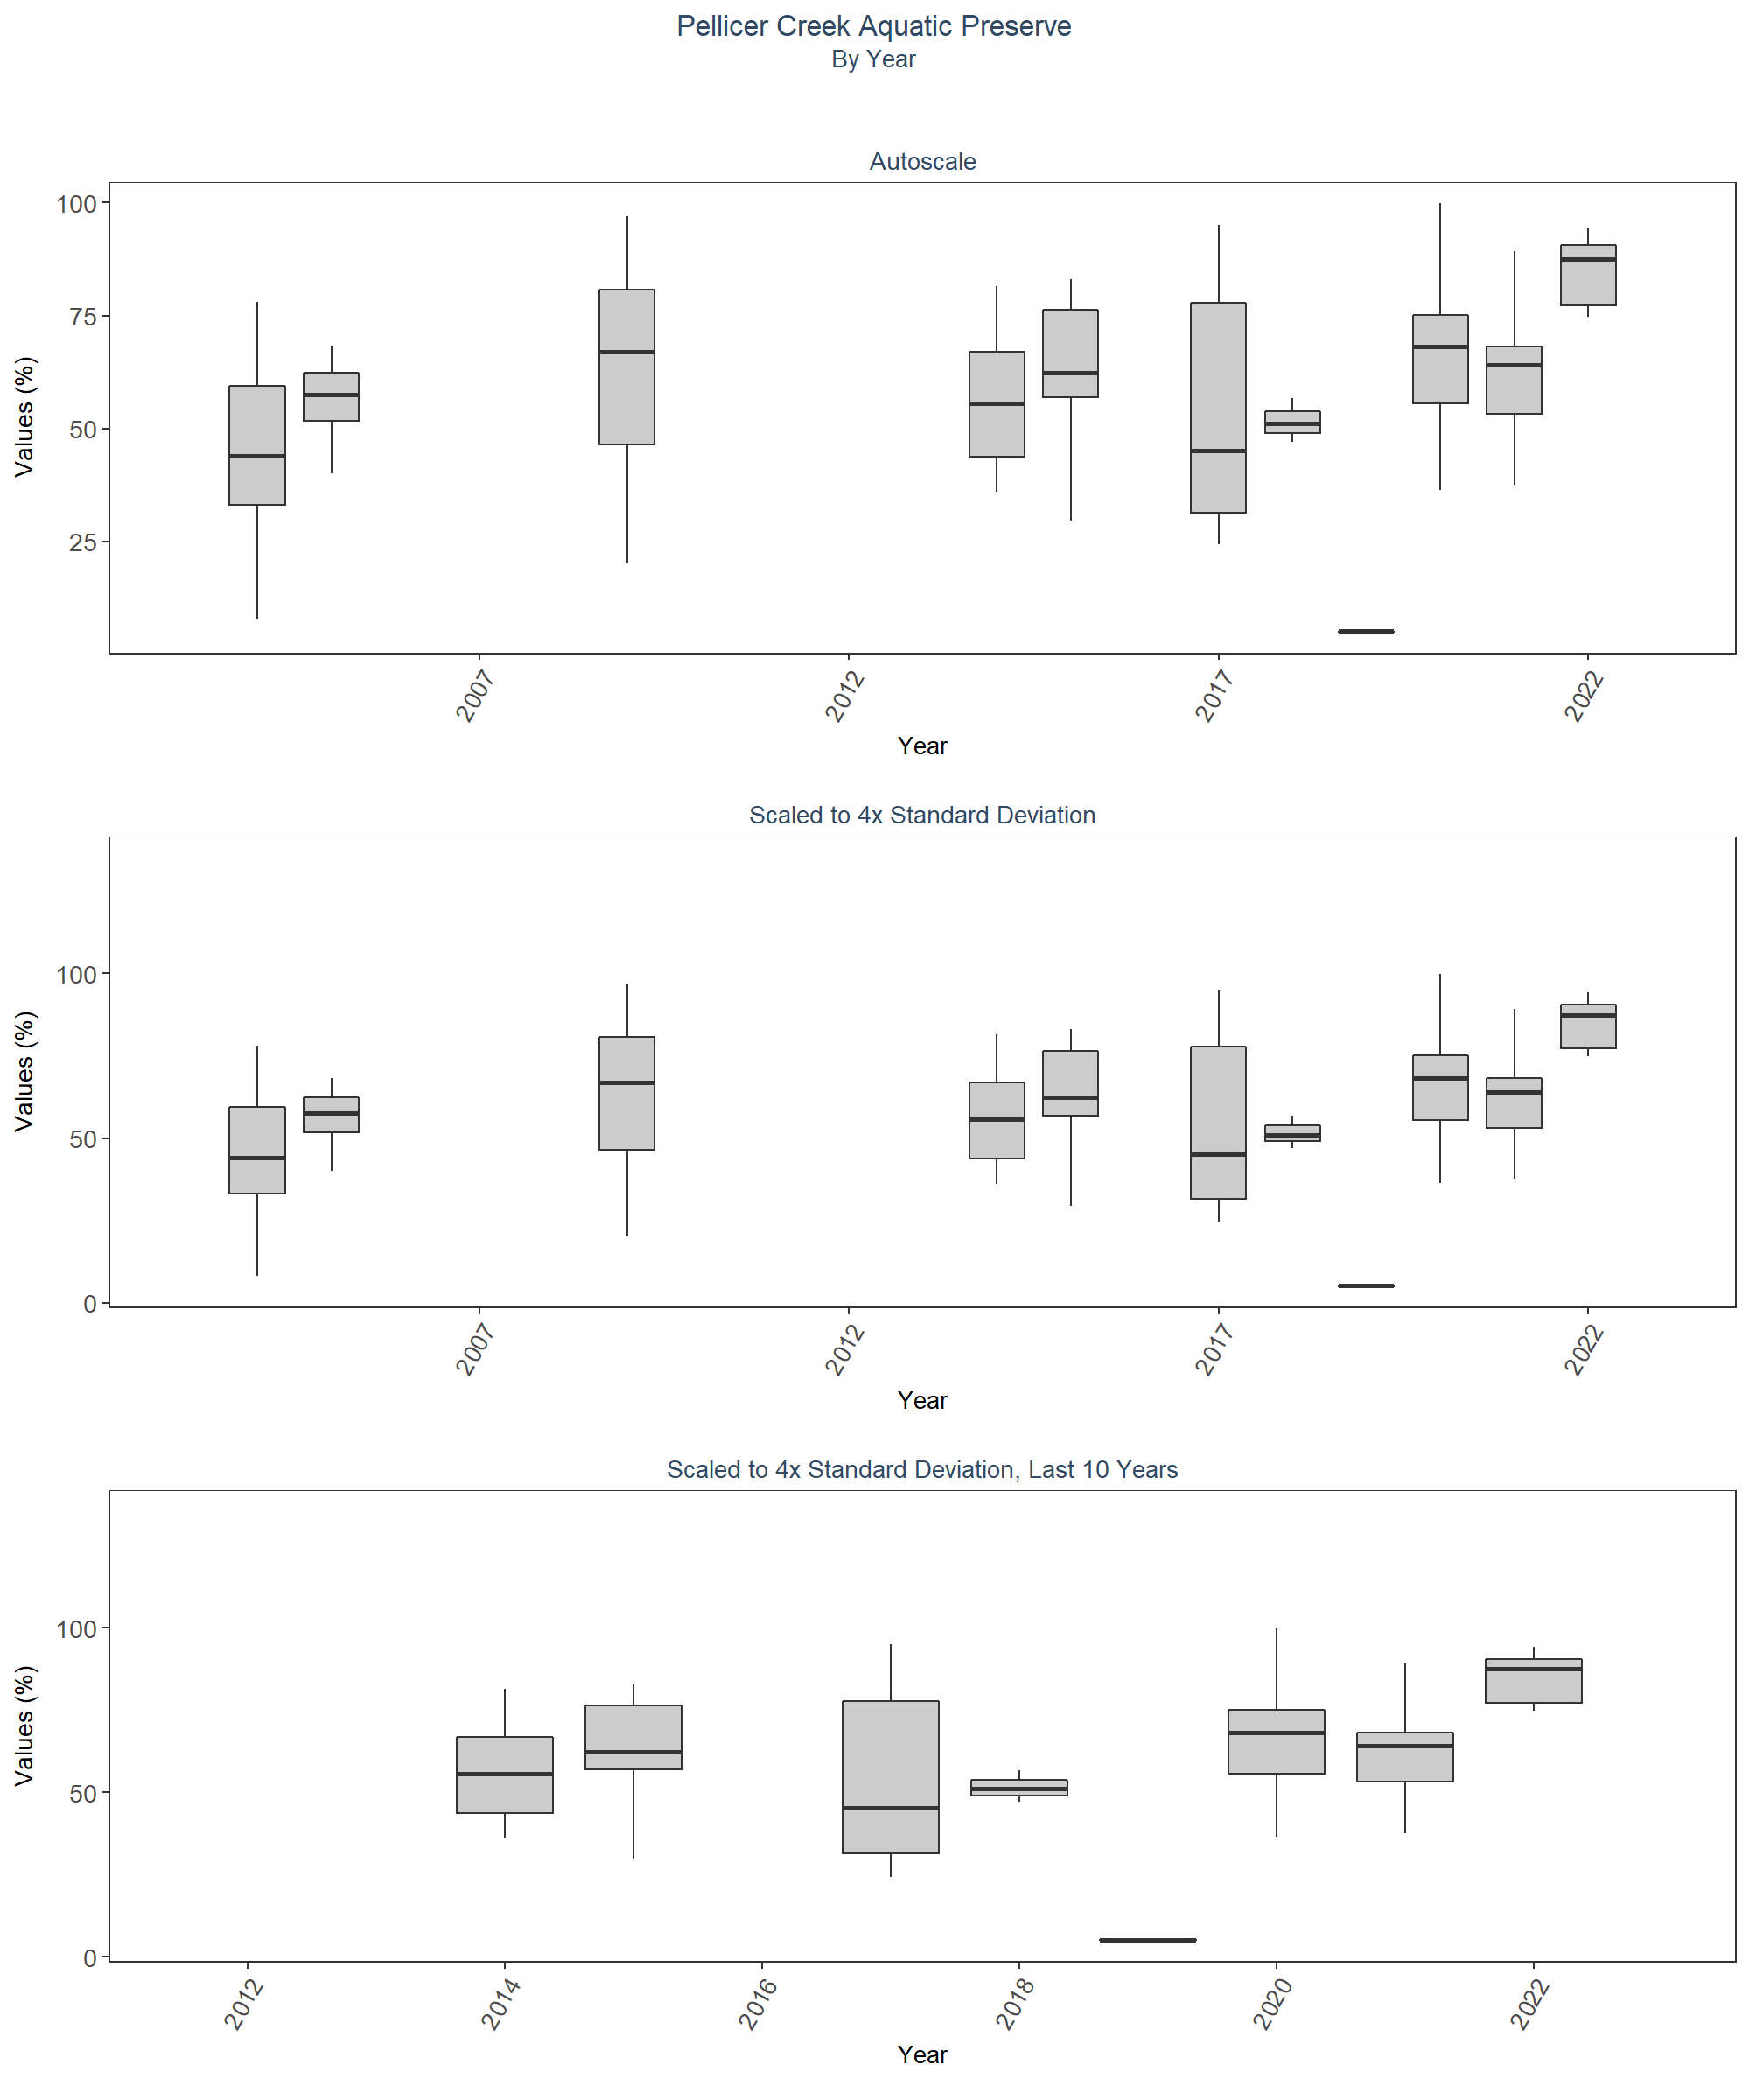 Pellicer Creek Aquatic Preserve
By Year
Autoscale
Values (%)
100
75
50
25
2007
2012
2017
2022
Year
Scaled to 4x Standard Deviation
Values (%)
100
50
0
2007
2012
2017
2022
Year
Scaled to 4x Standard Deviation, Last 10 Years
Values (%)
100
50
0
2012
2014
2016
2018
2020
2022
Year